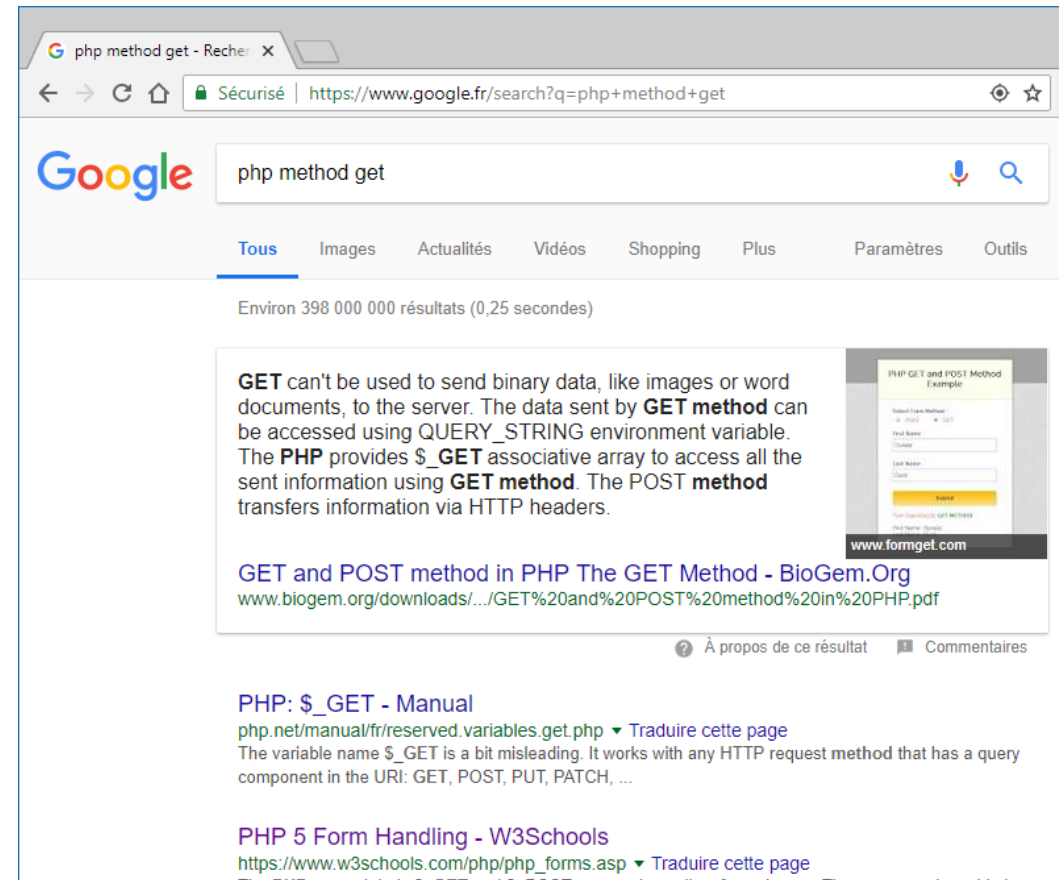 php method get - Recher
Sécurisé https://www.google.fr/search?q=php+method+get
Google php method get
Tous Images Actualités Vidéos Shopping Plus Paramètres Outils
Environ 398 000 000 résultats (0,25 secondes)
GET can't be used to send binary data, like images or word
documents, to the server. The data sent by GET method can
be accessed using QUERY_STRING environment variable.
The PHP provides $_GET associative array to access all the
sent information using GET method. The POST method
transfers information via HTTP headers.
PHP GET and POST Method
Example
First Name
Last Name
Submit
www.formget.com
GET and POST method in PHP The GET Method - BioGem.Org
www.biogem.org/downloads/.../GET%20and%20POST%20method%20in%20PHP.pdf
À propos de ce résultat Commentaires
PHP: $_GET - Manual
php.net/manual/fr/reserved.variables.get.php Traduire cette page
The variable name $_GET is a bit misleading. It works with any HTTP request method that has a query
component in the URI: GET, POST, PUT, PATCH, ...
PHP 5 Form Handling - W3Schools
https://www.w3schools.com/php/php_forms.asp Traduire cette page